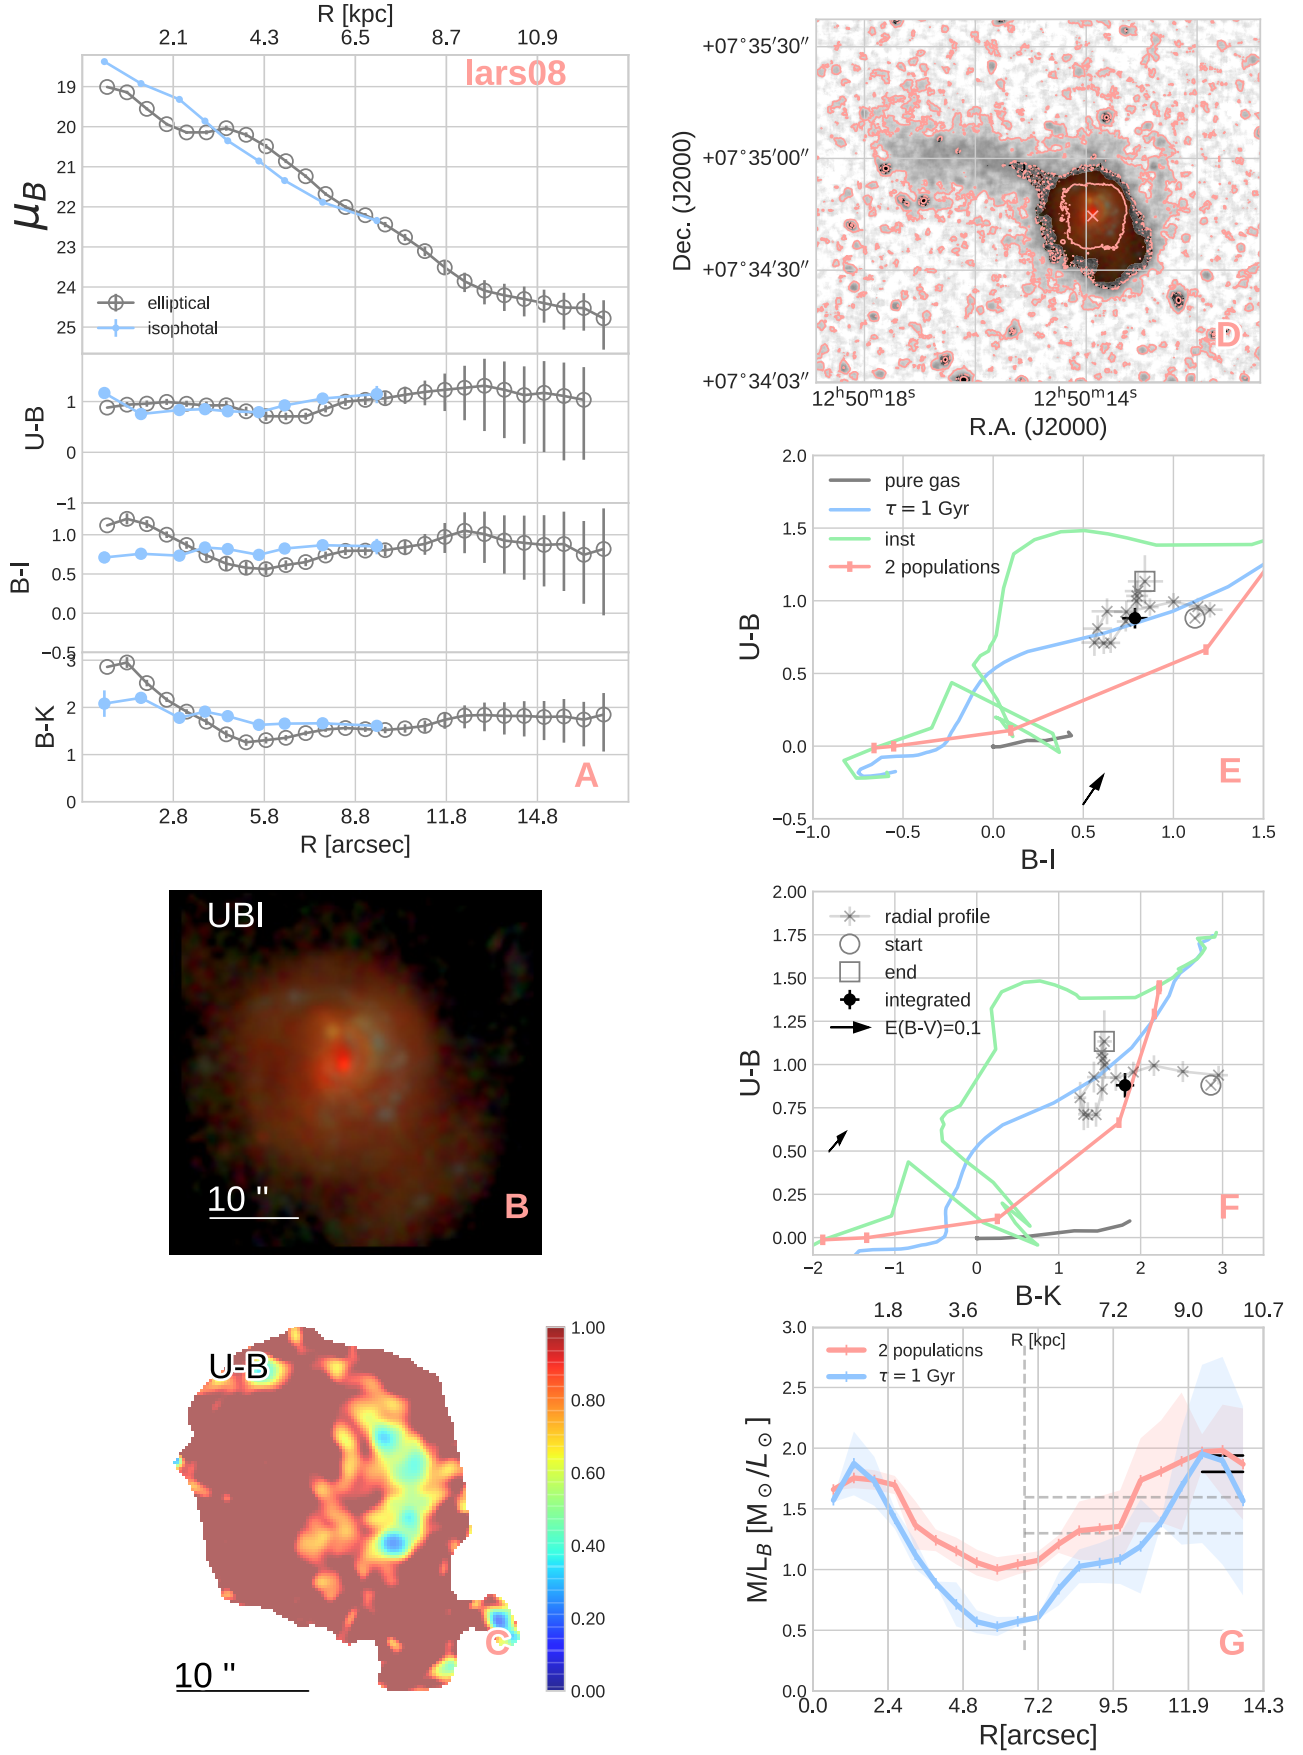 R [kpc]
2.1 4.3 6.5 8.7 10.9
lars08
19
20
21
22
23
24
25
μB
elliptical
isophotal
1
0
−1
U-B
1.0
0.5
0.0
−0.5
B-I
3
2
1
0
B-K
A
2.8 5.8 8.8 11.8 14.8
R [arcsec]
UBI
10 "
B
U-B
C
10 "
1.00
0.80
0.60
0.40
0.20
0.00
+07°35′30″
+07°35′00″
+07°34′30″
+07°34′03″
Dec. (J2000)
D
12h50m18s 12h50m14s
R.A. (J2000)
2.0
1.5
1.0
0.5
0.0
−0.5
U-B
pure gas
τ = 1 Gyr
inst
2 populations
E
−1.0 −0.5 0.0 0.5 1.0 1.5
B-I
2.00
1.75
1.50
1.25
1.00
0.75
0.50
0.25
0.00
U-B
radial profile
start
end
integrated
E(B-V)=0.1
F
−2 −1 0 1 2 3
B-K
1.8 3.6 7.2 9.0 10.7
R [kpc]
3.0
2.5
2.0
1.5
1.0
0.5
0.0
M/LB [M⊙/L⊙]
2 populations
τ = 1 Gyr
G
0.0 2.4 4.8 7.2 9.5 11.9 14.3
R[arcsec]